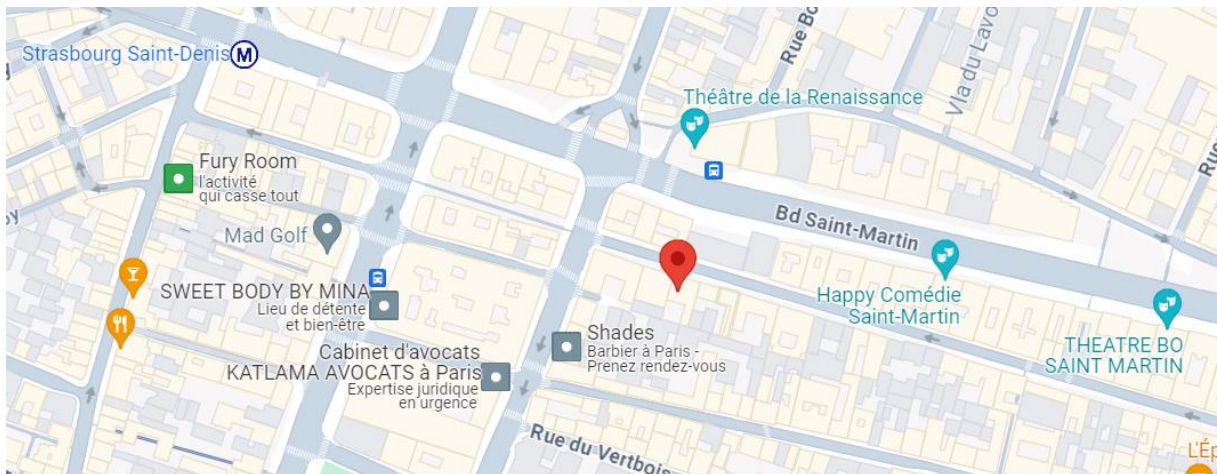 Strasbourg Saint-Denis
M
Rue Bo
Vla du Lavo
Théâtre de la Renaissance
Rue
Fury Room
l'activité
qui casse tout
Bd Saint-Martin
Mad Golf
SWEET BODY BY MINA
Lieu de détente
et bien-être
Happy Comédie
Saint-Martin
Shades
Barbier à Paris -
Prenez rendez-vous
THEATRE BO
SAINT MARTIN
Cabinet d'avocats
KATLAMA AVOCATS à Paris
Expertise juridique
en urgence
Rue du Vertbois
L'Ép